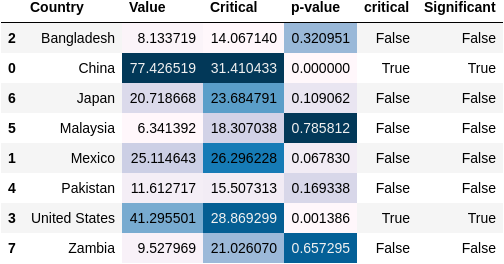 Country Value Critical p-value critical Significant
2 Bangladesh 8.133719 14.067140 0.320951 False False
0 China 77.426519 31.410433 0.000000 True True
6 Japan 20.718668 23.684791 0.109062 False False
5 Malaysia 6.341392 18.307038 0.785812 False False
1 Mexico 25.114643 26.296228 0.067830 False False
4 Pakistan 11.612717 15.507313 0.169338 False False
3 United States 41.295501 28.869299 0.001386 True True
7 Zambia 9.527969 21.026070 0.657295 False False